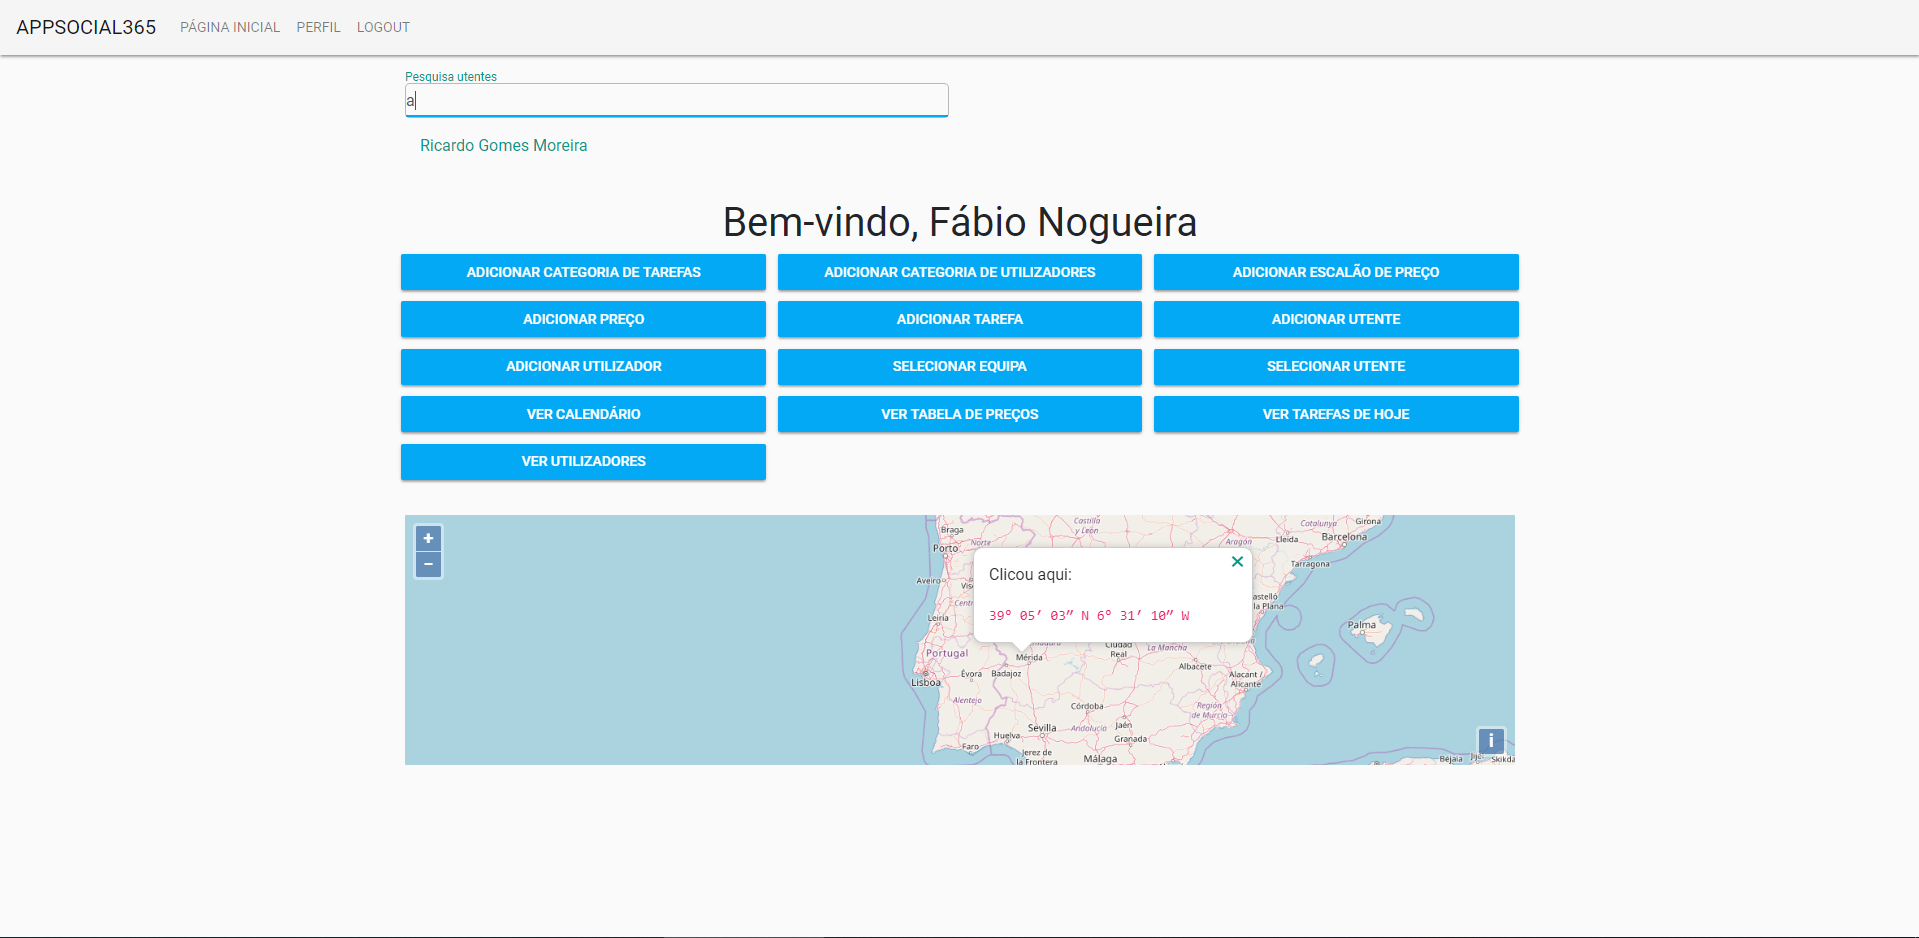 APPSOCIAL365 PÁGINA INICIAL PERFIL LOGOUT
Pesquisa utentes
a
Ricardo Gomes Moreira
Bem-vindo, Fábio Nogueira
ADICIONAR CATEGORIA DE TAREFAS
ADICIONAR CATEGORIA DE UTILIZADORES
ADICIONAR ESCALÃO DE PREÇO
ADICIONAR PREÇO
ADICIONAR TAREFA
ADICIONAR UTENTE
ADICIONAR UTILIZADOR
SELECIONAR EQUIPA
SELECIONAR UTENTE
VER CALENDÁRIO
VER TABELA DE PREÇOS
VER TAREFAS DE HOJE
VER UTILIZADORES
+
−
Clicou aqui:
39° 05′ 03″ N 6° 31′ 10″ W
Braga
Norte
Porto
Aveiro
Leiria
Portugal
Lisboa
Évora
Badajoz
Mérida
Alentejo
Faro
Huelva
Sevilla
Jerez de
la Frontera
Córdoba
Andalucía
Jaén
Granada
Málaga
Castilla
y León
Aragón
Lleida
Catalunya
Girona
Barcelona
Tarragona
la Plana
Ciudad
Real
La Mancha
Albacete
Alacant /
Alicante
Región
de Murcia
Palma
Béjaïa
Skikda
i